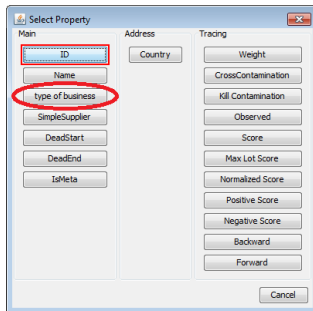 Select Property
Main
ID
Name
type of business
SimpleSupplier
DeadStart
DeadEnd
IsMeta
Address
Country
Tracing
Weight
CrossContamination
Kill Contamination
Observed
Score
Max Lot Score
Normalized Score
Positive Score
Negative Score
Backward
Forward
Cancel